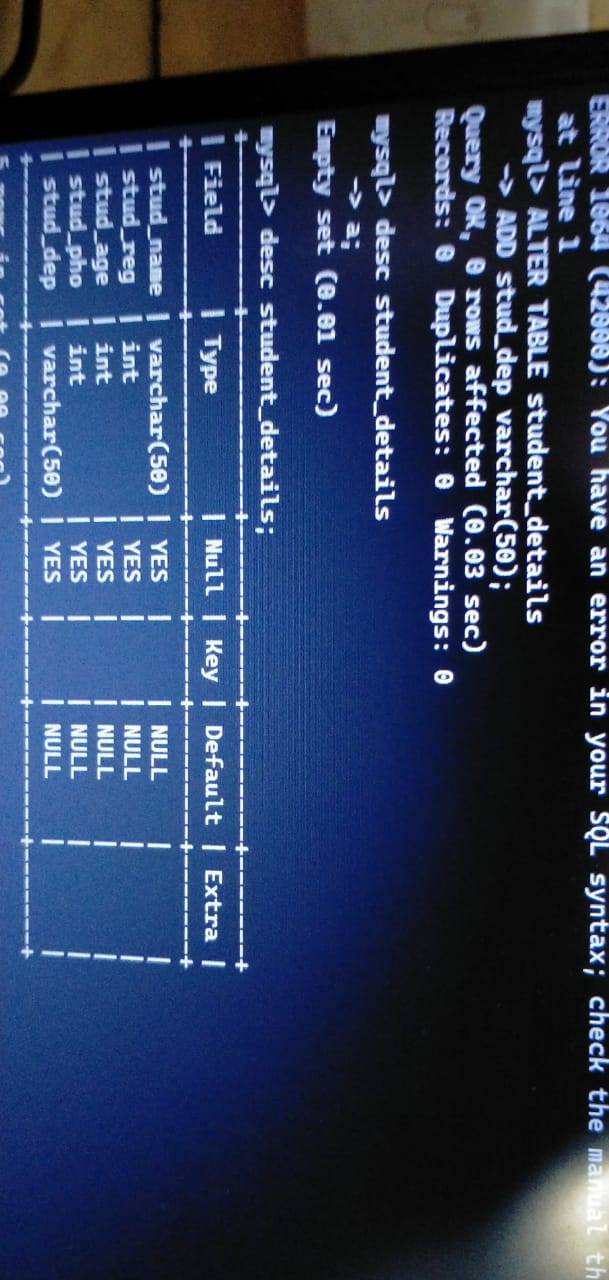 ERROR 1064 (42000): You have an error in your SQL syntax; check the manual th
at line 1
mysql> ALTER TABLE student_details
-> ADD stud_dep varchar(50);
Query OK, 0 rows affected (0.03 sec)
Records: 0 Duplicates: 0 Warnings: 0
mysql> desc student_details
-> a;
Empty set (0.01 sec)
mysql> desc student_details;
+-----------+-------------+------+-----+---------+-------+
| Field | Type | Null | Key | Default | Extra |
+-----------+-------------+------+-----+---------+-------+
| stud_name | varchar(50) | YES | | NULL | |
| stud_reg | int | YES | | NULL | |
| stud_age | int | YES | | NULL | |
| stud_pho | int | YES | | NULL | |
| stud_dep | varchar(50) | YES | | NULL | |
+-----------+-------------+------+-----+---------+-------+
5 rows in set (0.00 sec)